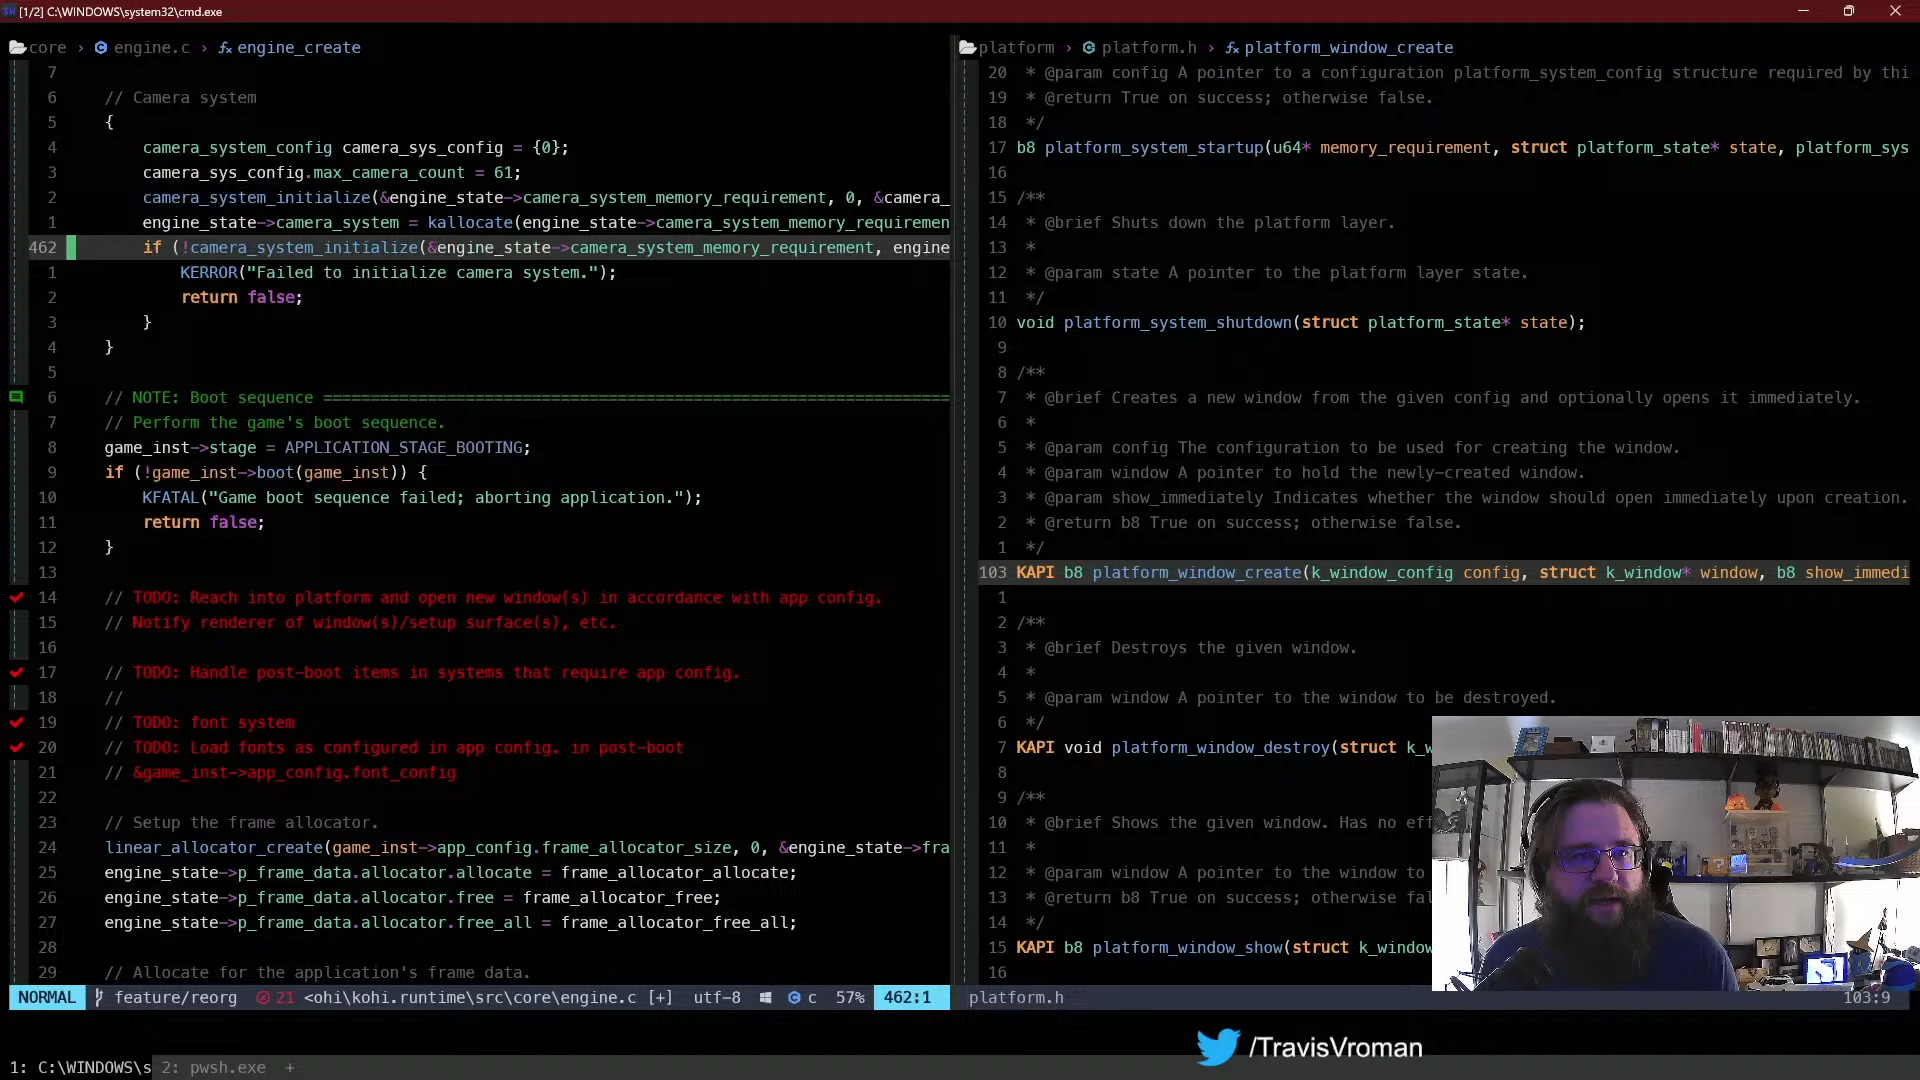 [1/2] C:\WINDOWS\system32\cmd.exe
core › engine.c › engine_create
7
6 // Camera system
5 {
4 camera_system_config camera_sys_config = {0};
3 camera_sys_config.max_camera_count = 61;
2 camera_system_initialize(&engine_state->camera_system_memory_requirement, 0, &camera_
1 engine_state->camera_system = kallocate(engine_state->camera_system_memory_requiremen
462 if (!camera_system_initialize(&engine_state->camera_system_memory_requirement, engine
1 KERROR("Failed to initialize camera system.");
2 return false;
3 }
4 }
5
6 // NOTE: Boot sequence ==================================================================
7 // Perform the game's boot sequence.
8 game_inst->stage = APPLICATION_STAGE_BOOTING;
9 if (!game_inst->boot(game_inst)) {
10 KFATAL("Game boot sequence failed; aborting application.");
11 return false;
12 }
13
14 // TODO: Reach into platform and open new window(s) in accordance with app config.
15 // Notify renderer of window(s)/setup surface(s), etc.
16
17 // TODO: Handle post-boot items in systems that require app config.
18 //
19 // TODO: font system
20 // TODO: Load fonts as configured in app config. in post-boot
21 // &game_inst->app_config.font_config
22
23 // Setup the frame allocator.
24 linear_allocator_create(game_inst->app_config.frame_allocator_size, 0, &engine_state->fra
25 engine_state->p_frame_data.allocator.allocate = frame_allocator_allocate;
26 engine_state->p_frame_data.allocator.free = frame_allocator_free;
27 engine_state->p_frame_data.allocator.free_all = frame_allocator_free_all;
28
29 // Allocate for the application's frame data.
NORMAL feature/reorg 21 <ohi\kohi.runtime\src\core\engine.c [+] utf-8 c 57% 462:1
platform › platform.h › platform_window_create
20 * @param config A pointer to a configuration platform_system_config structure required by thi
19 * @return True on success; otherwise false.
18 */
17 b8 platform_system_startup(u64* memory_requirement, struct platform_state* state, platform_sys
16
15 /**
14 * @brief Shuts down the platform layer.
13 *
12 * @param state A pointer to the platform layer state.
11 */
10 void platform_system_shutdown(struct platform_state* state);
9
8 /**
7 * @brief Creates a new window from the given config and optionally opens it immediately.
6 *
5 * @param config The configuration to be used for creating the window.
4 * @param window A pointer to hold the newly-created window.
3 * @param show_immediately Indicates whether the window should open immediately upon creation.
2 * @return b8 True on success; otherwise false.
1 */
103 KAPI b8 platform_window_create(k_window_config config, struct k_window* window, b8 show_immedi
1
2 /**
3 * @brief Destroys the given window.
4 *
5 * @param window A pointer to the window to be destroyed.
6 */
7 KAPI void platform_window_destroy(struct k_w
8
9 /**
10 * @brief Shows the given window. Has no eff
11 *
12 * @param window A pointer to the window to
13 * @return b8 True on success; otherwise fal
14 */
15 KAPI b8 platform_window_show(struct k_window
16
platform.h 103:9
/TravisVroman
1: C:\WINDOWS\s 2: pwsh.exe +